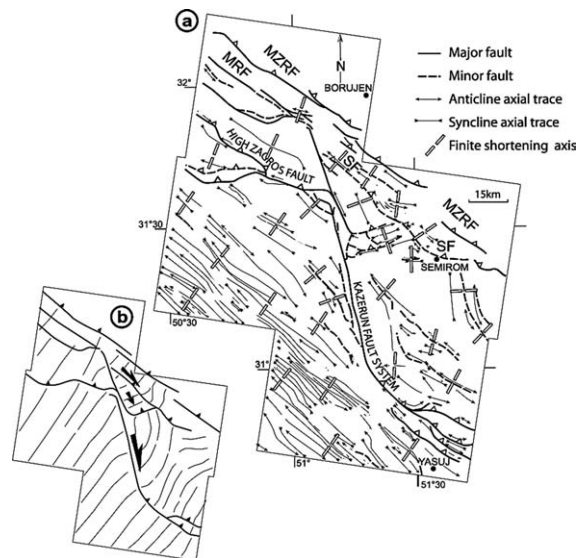 a
N
MZRF
MRF
BORUJEN
32°
HIGH ZAGROS FAULT
SF
15km
MZRF
31°30
SF
SEMIROM
50°30
KAZERUN FAULT SYSTEM
31°
YASUJ
51°
51°30
Major fault
Minor fault
Anticline axial trace
Syncline axial trace
Finite shortening axis
b